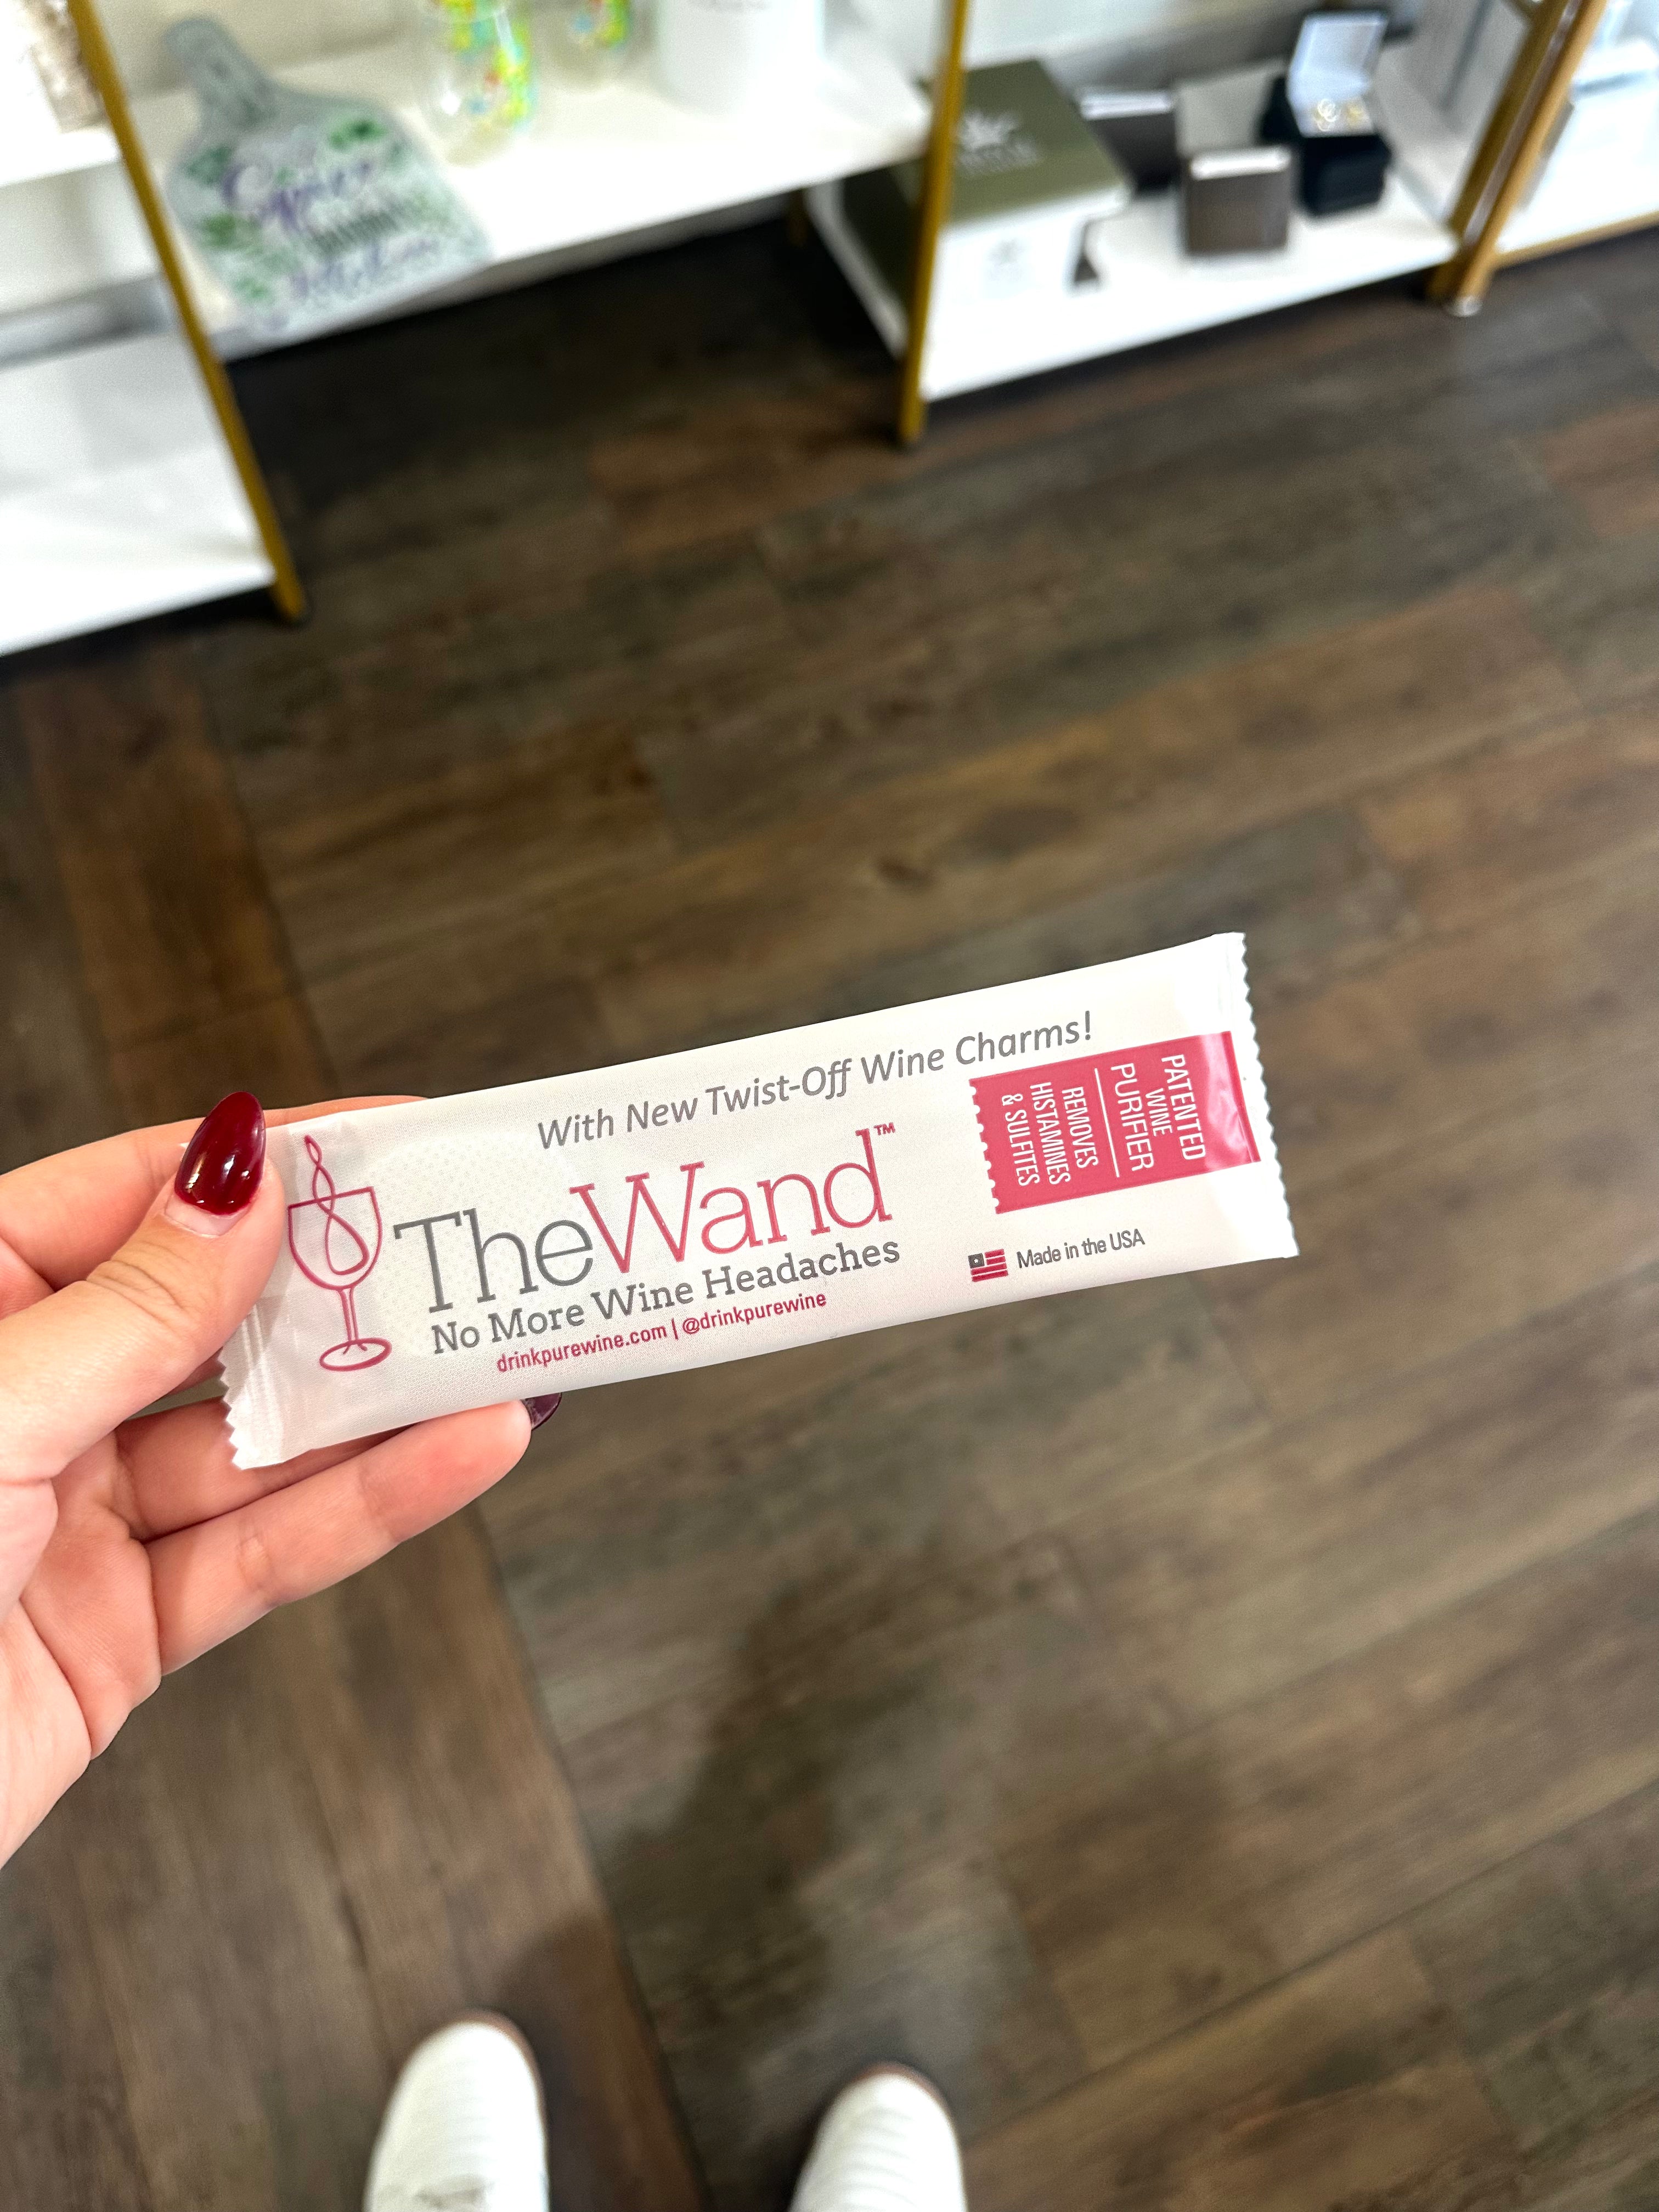 With New Twist-Off Wine Charms!
TheWand™
No More Wine Headaches
drinkpurewine.com | @drinkpurewine
PATENTED
WINE
PURIFIER
REMOVES
HISTAMINES
& SULFITES
Made in the USA